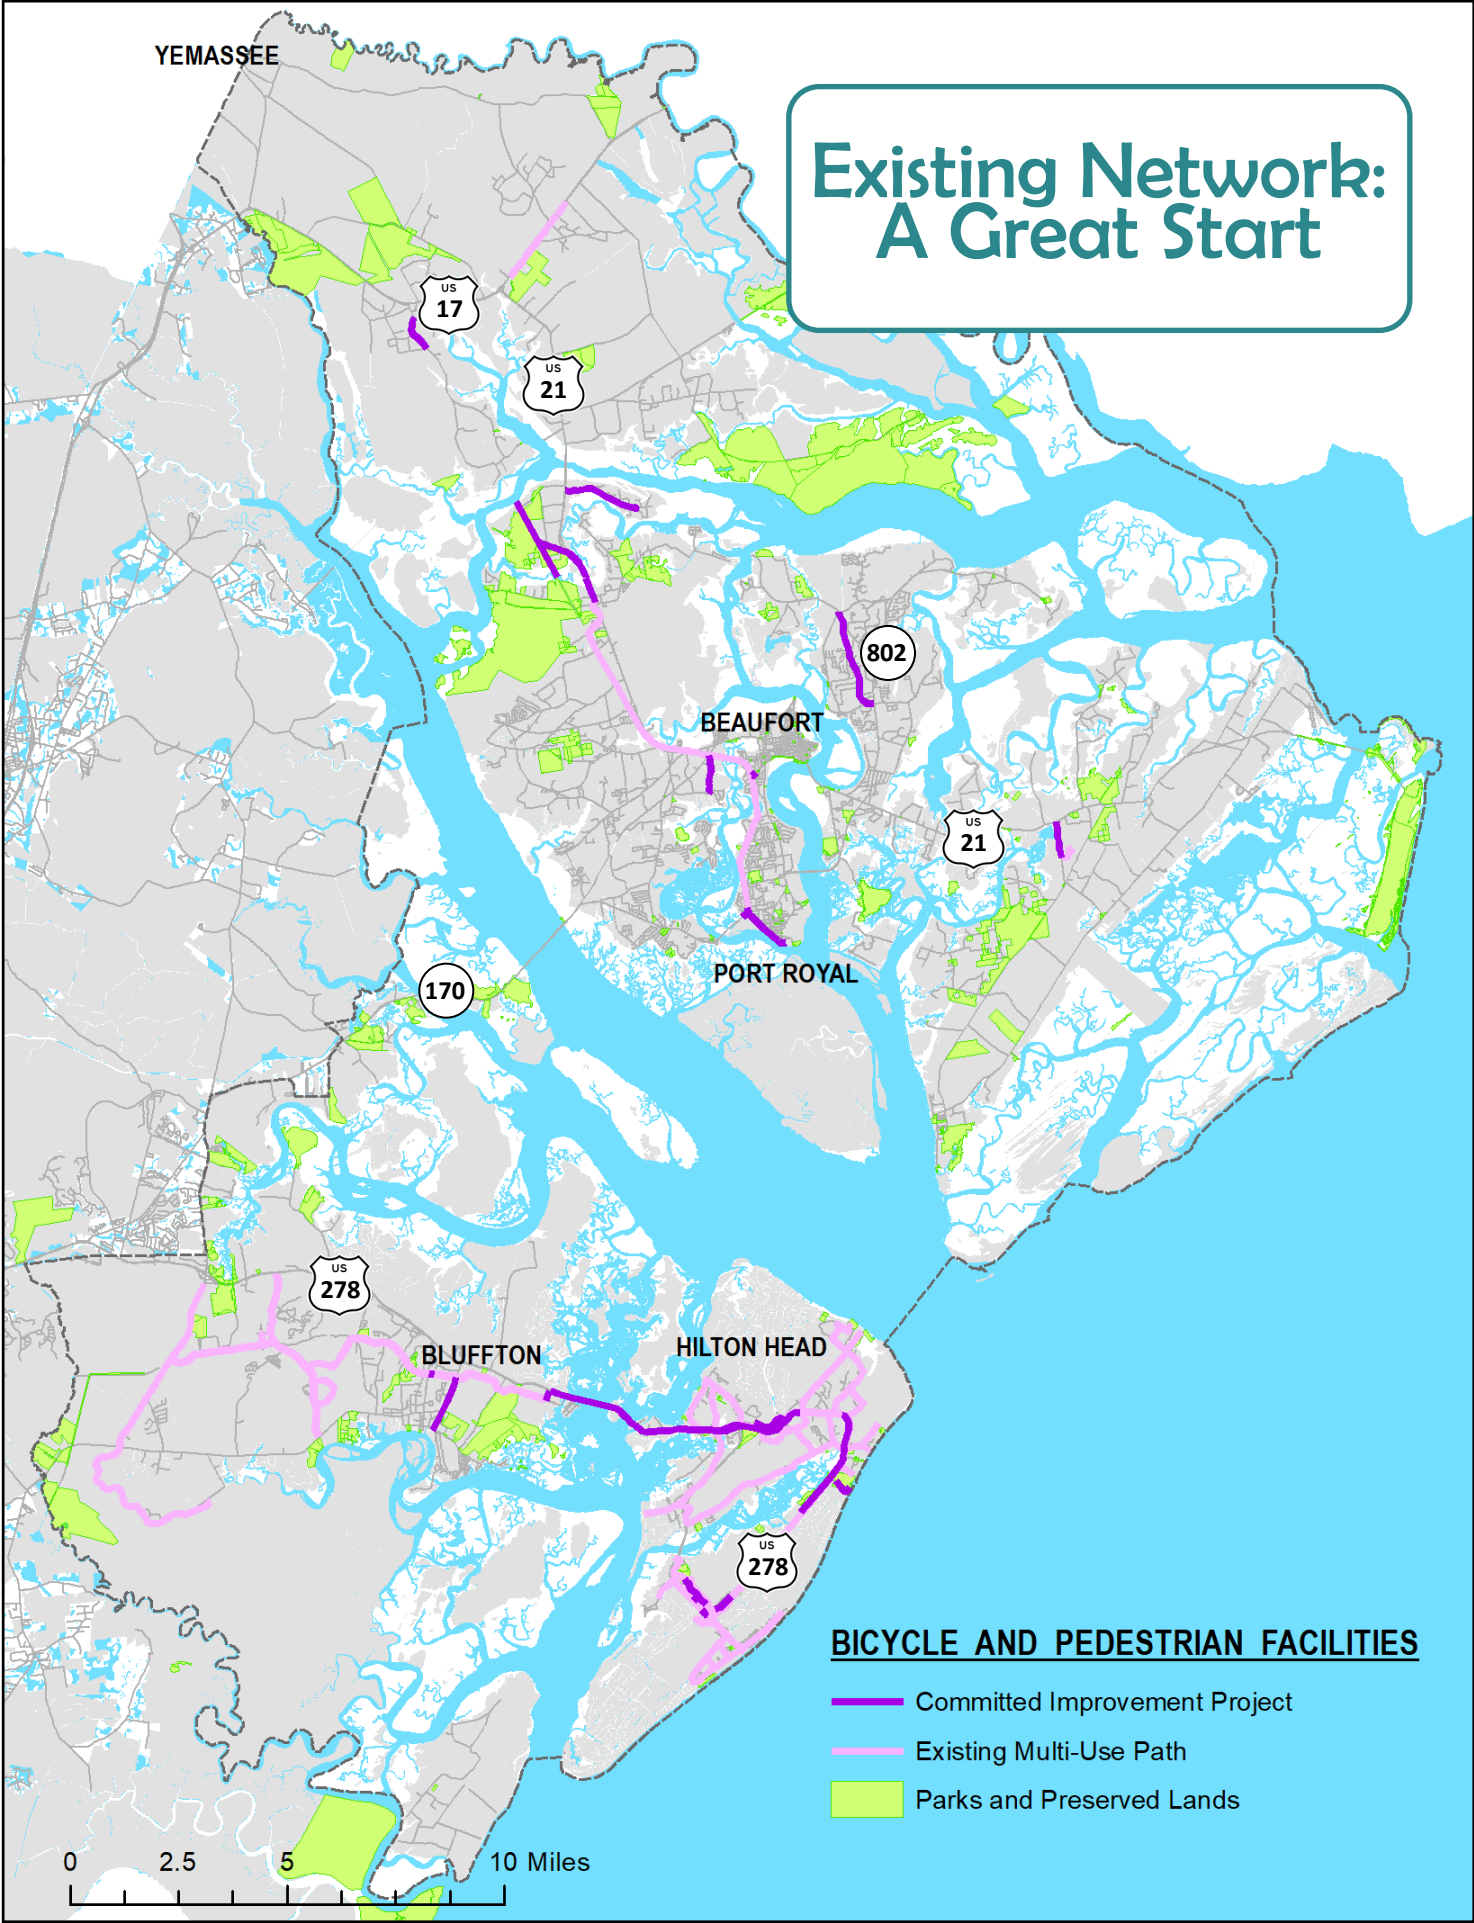 YEMASSEE
Existing Network:
A Great Start
US
17
US
21
802
BEAUFORT
US
21
PORT ROYAL
170
US
278
BLUFFTON
HILTON HEAD
US
278
BICYCLE AND PEDESTRIAN FACILITIES
Committed Improvement Project
Existing Multi-Use Path
Parks and Preserved Lands
0 2.5 5 10 Miles